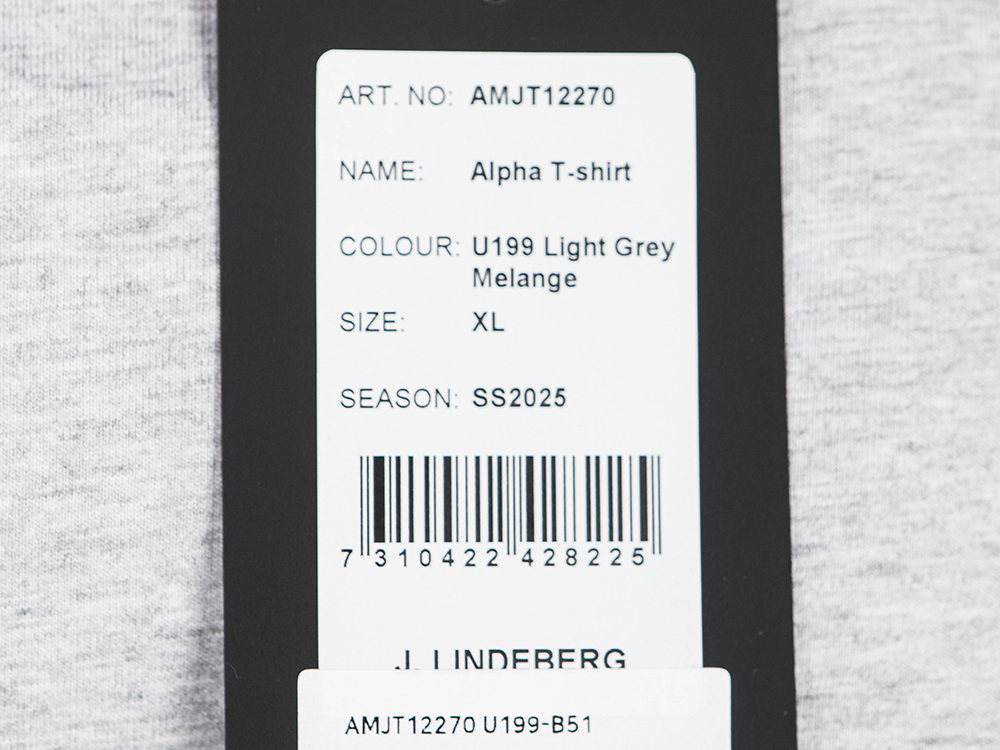 ART. NO: AMJT12270
NAME: Alpha T-shirt
COLOUR: U199 Light Grey
Melange
SIZE: XL
SEASON: SS2025
7 310422 428225
J. LINDEBERG
AMJT12270 U199-B51